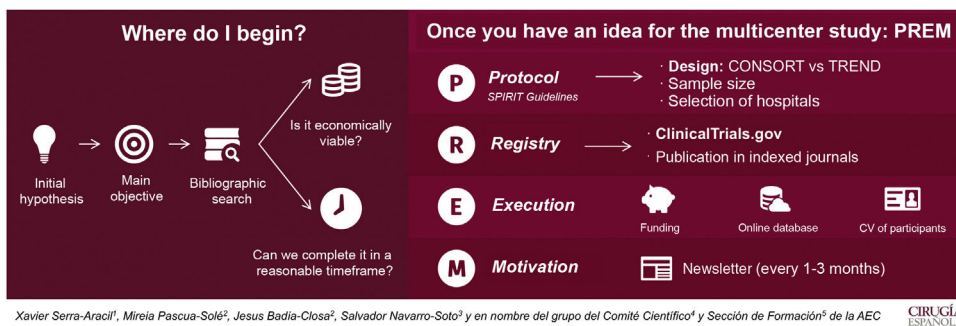 Where do I begin?
Initial
hypothesis
Main
objective
Bibliographic
search
Is it economically
viable?
Can we complete it in a
reasonable timeframe?
Once you have an idea for the multicenter study: PREM
P
Protocol
SPIRIT Guidelines
· Design: CONSORT vs TREND
· Sample size
· Selection of hospitals
R
Registry
· ClinicalTrials.gov
· Publication in indexed journals
E
Execution
Funding
Online database
CV of participants
M
Motivation
Newsletter (every 1-3 months)
Xavier Serra-Aracil¹, Mireia Pascua-Solé², Jesus Badia-Closa², Salvador Navarro-Soto³ y en nombre del grupo del Comité Científico⁴ y Sección de Formación⁵ de la AEC
CIRUGÍA
ESPAÑOLA